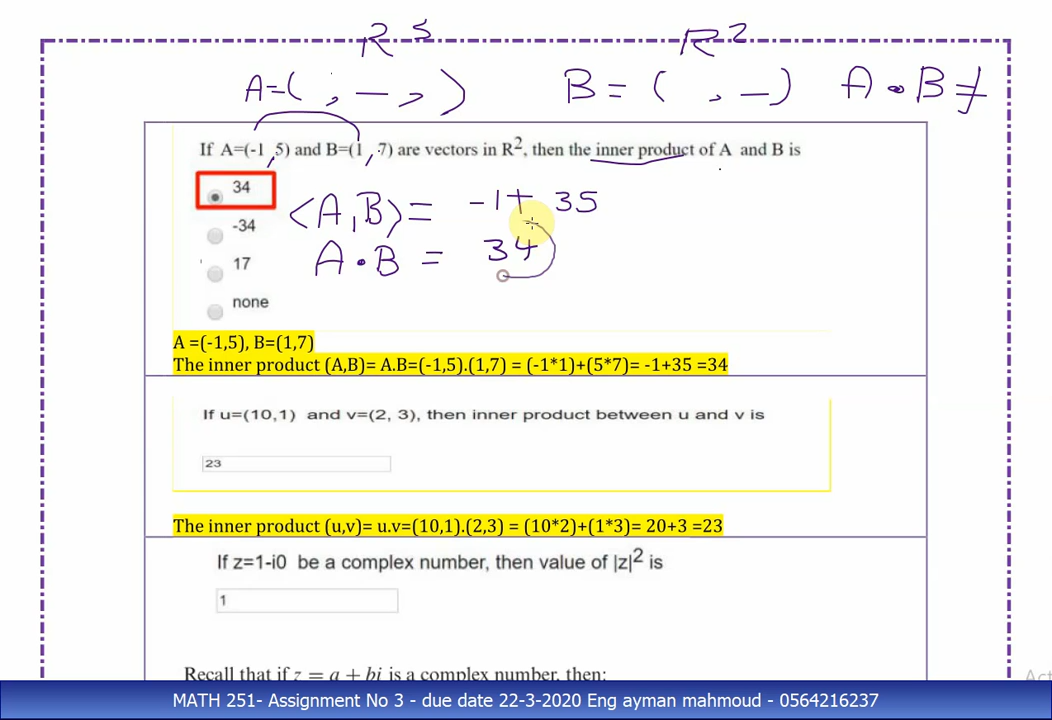 R⁵ R²
A=( , — , ) B = ( , — ) A • B ≠
If A=(-1 ,5) and B=(1, 7) are vectors in R², then the inner product of A and B is
34
<A,B> = -1+ 35
-34
A • B = 34
17
none
A =(-1,5), B=(1,7)
The inner product (A,B)= A.B=(-1,5).(1,7) = (-1*1)+(5*7)= -1+35 =34
If u=(10,1) and v=(2, 3), then inner product between u and v is
23
The inner product (u,v)= u.v=(10,1).(2,3) = (10*2)+(1*3)= 20+3 =23
If z=1-i0 be a complex number, then value of |z|² is
1
Recall that if z = a + bi is a complex number, then:
MATH 251- Assignment No 3 - due date 22-3-2020 Eng ayman mahmoud - 0564216237